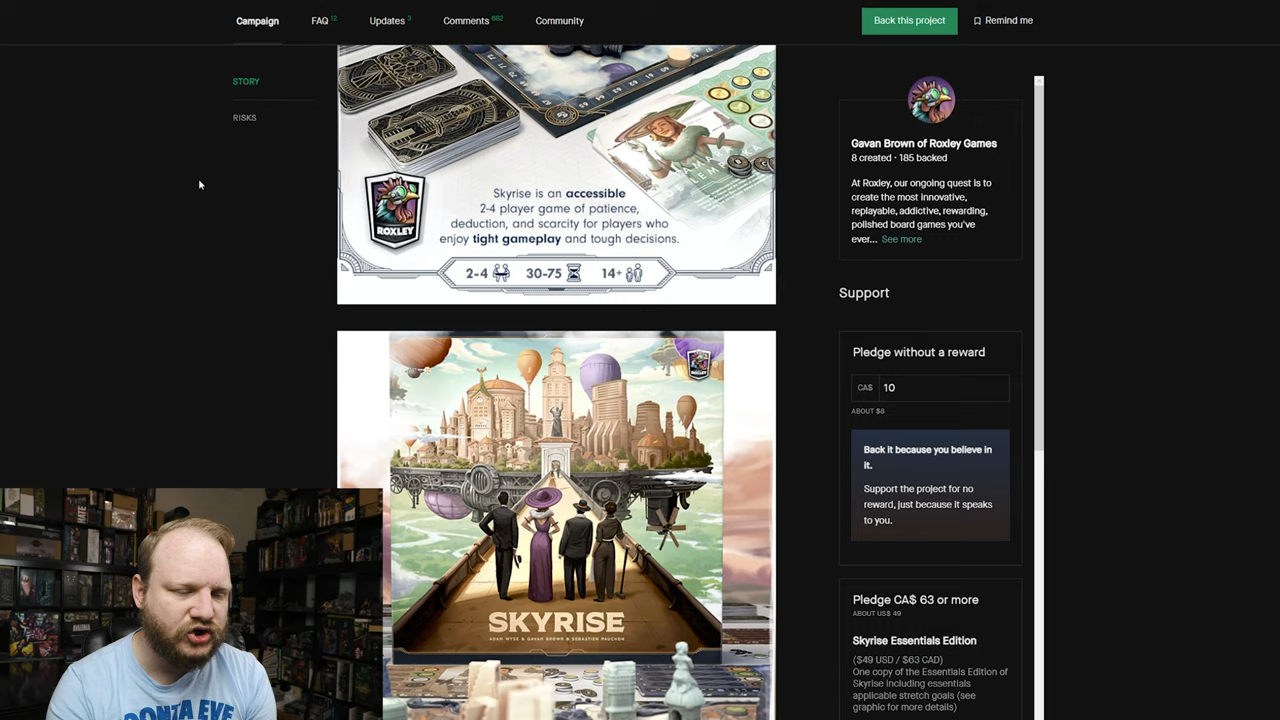 Campaign FAQ 12 Updates 3 Comments 682 Community Back this project Remind me
STORY
RISKS
Skyrise is an accessible
2-4 player game of patience,
deduction, and scarcity for players who
enjoy tight gameplay and tough decisions.
ROXLEY
2-4 30-75 14+
ROXLEY
SKYRISE
ADAM WYSE & GAVAN BROWN & SEBASTIEN PAUCHON
Gavan Brown of Roxley Games
8 created · 185 backed
At Roxley, our ongoing quest is to
create the most innovative,
replayable, addictive, rewarding,
polished board games you've
ever... See more
Support
Pledge without a reward
CA$ 10
ABOUT $8
Back it because you believe in
it.
Support the project for no
reward, just because it speaks
to you.
Pledge CA$ 63 or more
ABOUT US$ 49
Skyrise Essentials Edition
($49 USD / $63 CAD)
One copy of the Essentials Edition of
Skyrise including essentials
applicable stretch goals (see
graphic for more details)